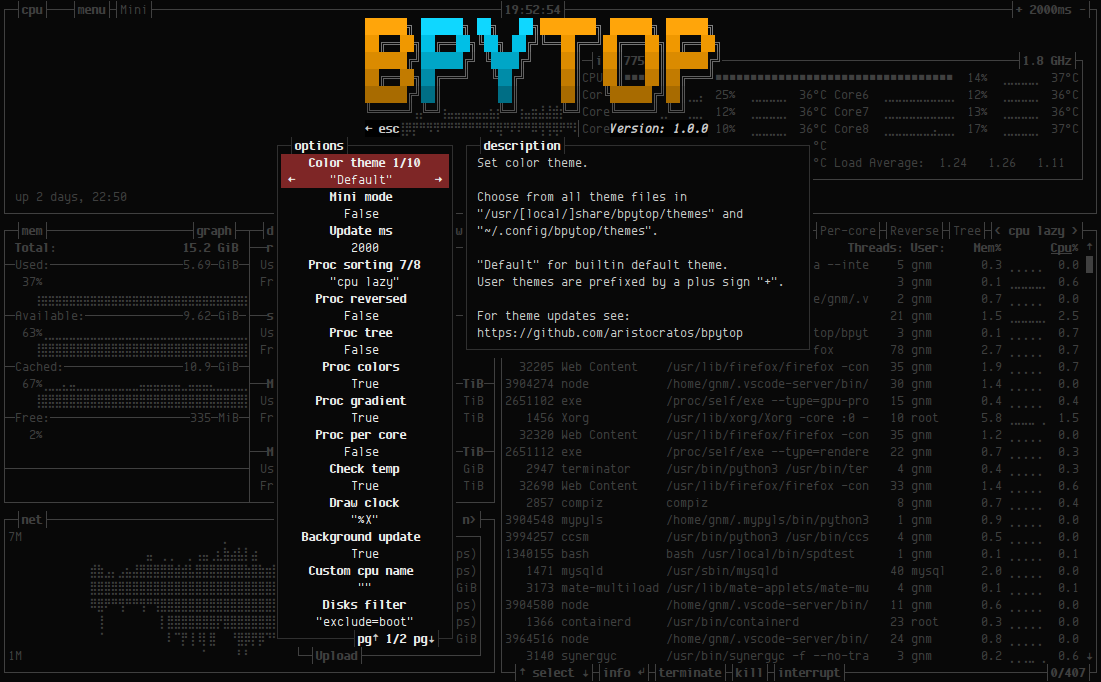 cpu menu Mini 19:52:54 + 2000ms -
BPYTOP
775 1.8 GHz
CPU 14% 37°C
Cor 25% 36°C Core6 12% 36°C
Core 12% 36°C Core7 13% 36°C
← esc Version: 1.0.0
Core 10% 36°C Core8 17% 37°C
°C
°C Load Average: 1.24 1.26 1.11
up 2 days, 22:50
options
Color theme 1/10
← "Default" →
Mini mode
False
Update ms
2000
Proc sorting 7/8
"cpu lazy"
Proc reversed
False
Proc tree
False
Proc colors
True
Proc gradient
True
Proc per core
False
Check temp
True
Draw clock
"%X"
Background update
True
Custom cpu name
""
Disks filter
"exclude=boot"
pg↑ 1/2 pg↓
description
Set color theme.
Choose from all theme files in
"/usr/[local/]share/bpytop/themes" and
"~/.config/bpytop/themes".
"Default" for builtin default theme.
User themes are prefixed by a plus sign "+".
For theme updates see:
https://github.com/aristocratos/bpytop
mem graph
Total: 15.2 GiB
Used: 5.69 GiB
37%
Available: 9.62 GiB
63%
Cached: 10.9 GiB
67%
Free: 335 MiB
2%
d w
r
Us
Fr
s
Us
Fr
M TiB
Us TiB
Fr TiB
M TiB
Us GiB
Fr TiB
Per-core Reverse Tree < cpu lazy >
Threads: User: Mem% Cpu% ↑
a --inte 5 gnm 0.3 0.0
3 gnm 0.1 0.6
e/gnm/.v 2 gnm 0.7 0.0
21 gnm 1.5 2.5
top/bpyt 3 gnm 0.1 0.7
fox 78 gnm 2.7 0.7
32205 Web Content /usr/lib/firefox/firefox -con 35 gnm 1.9 0.7
3904274 node /home/gnm/.vscode-server/bin/ 30 gnm 1.4 0.0
2651102 exe /proc/self/exe --type=gpu-pro 15 gnm 0.4 0.4
1456 Xorg /usr/lib/xorg/Xorg -core :0 - 10 root 5.8 1.5
32320 Web Content /usr/lib/firefox/firefox -con 35 gnm 1.2 0.0
2651112 exe /proc/self/exe --type=rendere 22 gnm 0.7 0.3
2947 terminator /usr/bin/python3 /usr/bin/ter 4 gnm 0.4 0.3
32690 Web Content /usr/lib/firefox/firefox -con 33 gnm 1.4 0.6
2857 compiz compiz 8 gnm 0.7 0.4
3904548 mypyls /home/gnm/.mypyls/bin/python3 1 gnm 0.9 0.0
3994257 ccsm /usr/bin/python3 /usr/bin/ccs 4 gnm 0.5 0.0
1340155 bash bash /usr/local/bin/spdtest 1 gnm 0.1 0.1
1471 mysqld /usr/sbin/mysqld 40 mysql 2.0 0.0
3173 mate-multiload /usr/lib/mate-applets/mate-mu 4 gnm 0.1 0.1
3904580 node /home/gnm/.vscode-server/bin/ 11 gnm 0.6 0.0
1366 containerd /usr/bin/containerd 23 root 0.3 0.0
3964516 node /home/gnm/.vscode-server/bin/ 24 gnm 0.8 0.0
3140 synergyc /usr/bin/synergyc -f --no-tra 3 gnm 0.2 0.6 ↓
↑ select ↓ info ↲ terminate kill interrupt 0/407
net n>
7M
ps)
ps)
GiB
ps)
ps)
GiB
1M
Upload